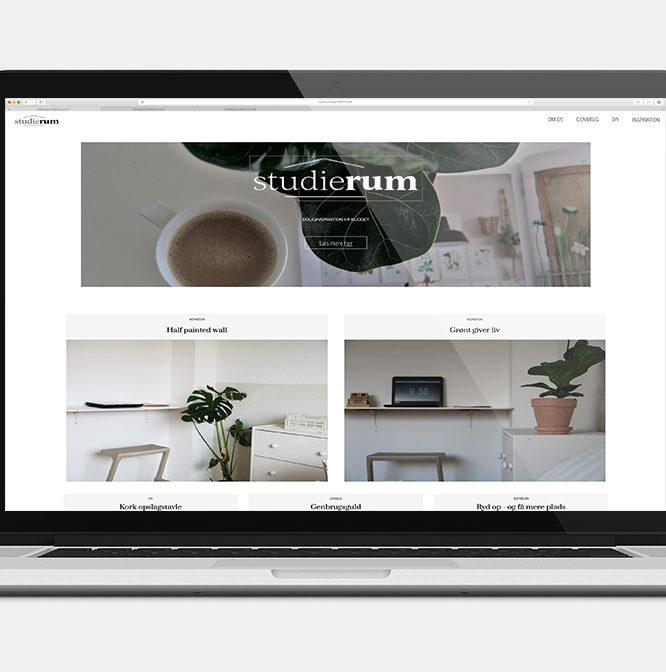 studierum
OM OS GENBRUG DIY INSPIRATION
studierum
BOLIGINSPIRATION PÅ BUDGET
Læs mere her
INSPIRATION
Half painted wall
INSPIRATION
Grønt giver liv
9 58
DIY
Kork opslagstavle
GENBRUG
Genbrugsguld
INSPIRATION
Ryd op - og få mere plads